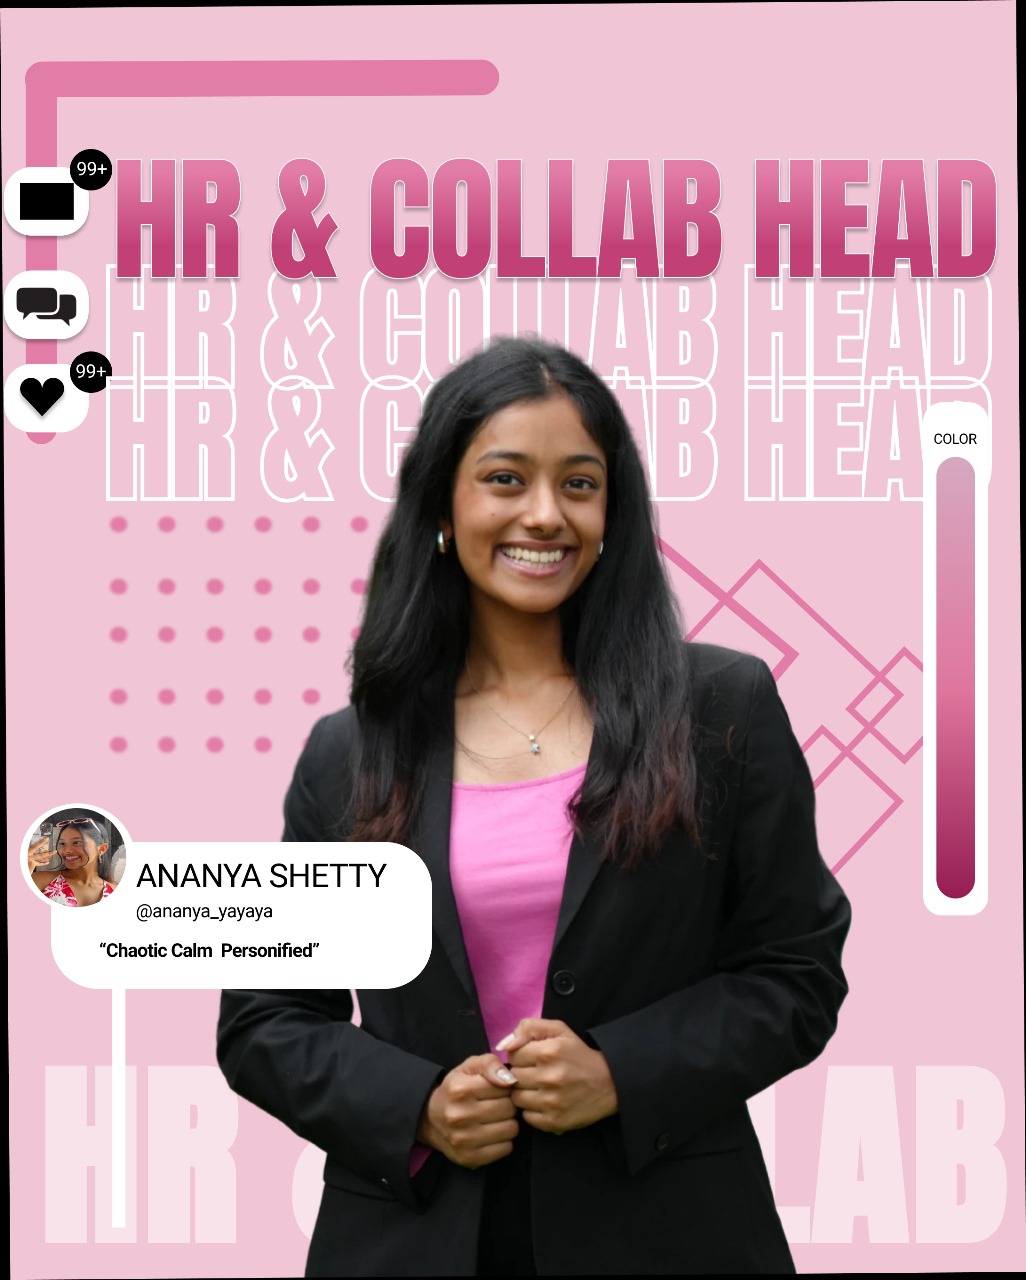 99+
HR & COLLAB HEAD
HR & COLLAB HEAD
99+
HR & COLLAB HEAD
COLOR
ANANYA SHETTY
@ananya_yayaya
“Chaotic Calm  Personified”
HR & LAB